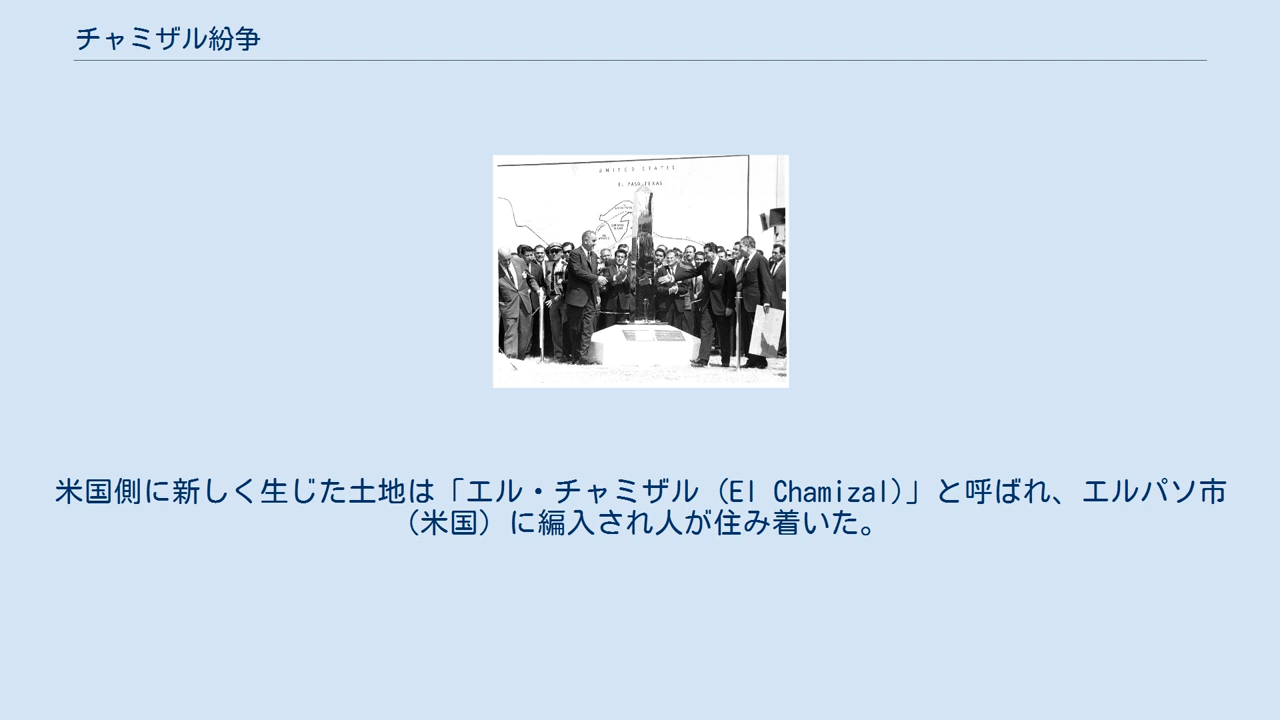 チャミザル紛争
UNITED STATES
EL PASO TEXAS
米国側に新しく生じた土地は「エル・チャミザル（El Chamizal)」と呼ばれ、エルパソ市
（米国）に編入され人が住み着いた。